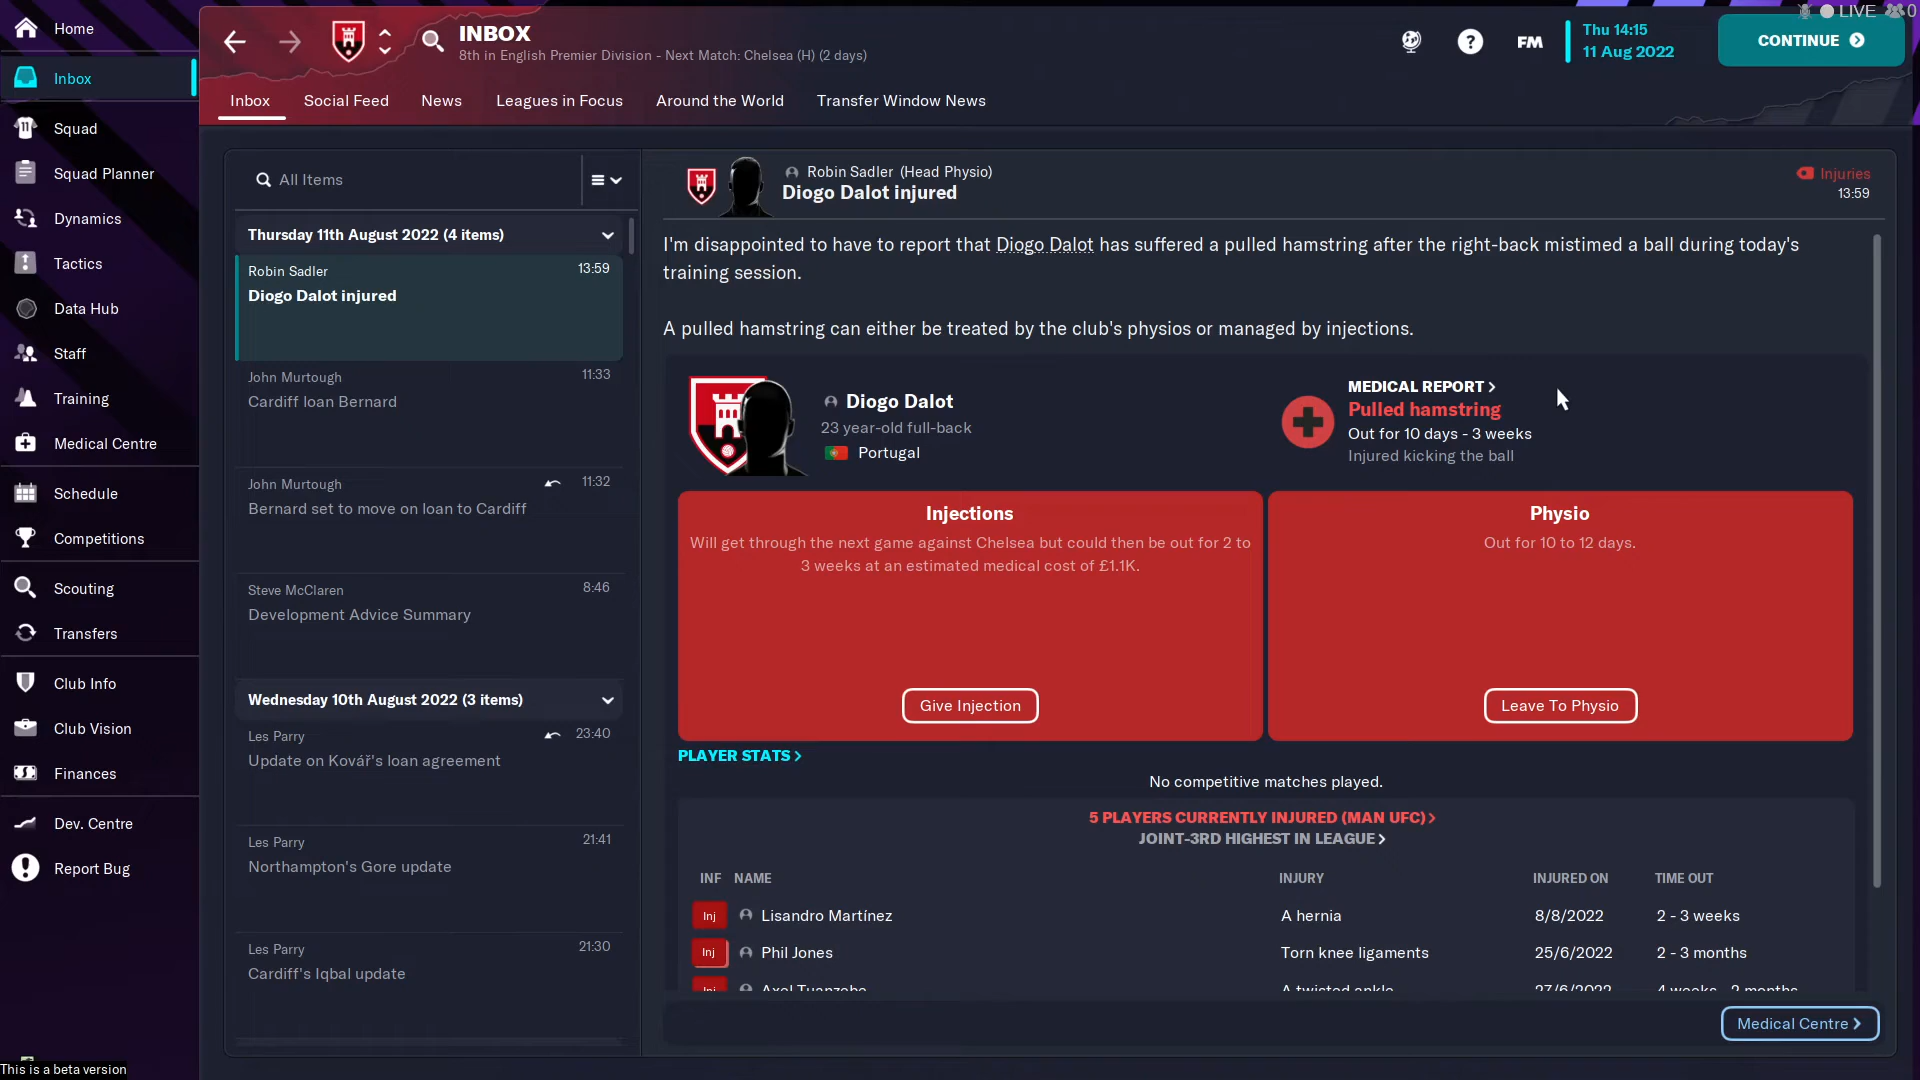 LIVE 0
Home
Inbox
Squad
Squad Planner
Dynamics
Tactics
Data Hub
Staff
Training
Medical Centre
Schedule
Competitions
Scouting
Transfers
Club Info
Club Vision
Finances
Dev. Centre
Report Bug
This is a beta version
INBOX
8th in English Premier Division - Next Match: Chelsea (H) (2 days)
FM
Thu 14:15
11 Aug 2022
CONTINUE
Inbox Social Feed News Leagues in Focus Around the World Transfer Window News
All Items
Thursday 11th August 2022 (4 items)
Robin Sadler 13:59
Diogo Dalot injured
John Murtough 11:33
Cardiff loan Bernard
John Murtough 11:32
Bernard set to move on loan to Cardiff
Steve McClaren 8:46
Development Advice Summary
Wednesday 10th August 2022 (3 items)
Les Parry 23:40
Update on Kovář's loan agreement
Les Parry 21:41
Northampton's Gore update
Les Parry 21:30
Cardiff's Iqbal update
Robin Sadler (Head Physio)
Diogo Dalot injured
Injuries
13:59
I'm disappointed to have to report that Diogo Dalot has suffered a pulled hamstring after the right-back mistimed a ball during today's
training session.
A pulled hamstring can either be treated by the club's physios or managed by injections.
Diogo Dalot
23 year-old full-back
Portugal
MEDICAL REPORT >
Pulled hamstring
Out for 10 days - 3 weeks
Injured kicking the ball
Injections
Will get through the next game against Chelsea but could then be out for 2 to
3 weeks at an estimated medical cost of £1.1K.
Give Injection
Physio
Out for 10 to 12 days.
Leave To Physio
PLAYER STATS >
No competitive matches played.
5 PLAYERS CURRENTLY INJURED (MAN UFC) >
JOINT-3RD HIGHEST IN LEAGUE >
INF NAME INJURY INJURED ON TIME OUT
Inj Lisandro Martínez A hernia 8/8/2022 2 - 3 weeks
Inj Phil Jones Torn knee ligaments 25/6/2022 2 - 3 months
Inj Axel Tuanzebe A twisted ankle 27/6/2022 4 weeks - 2 months
Medical Centre >